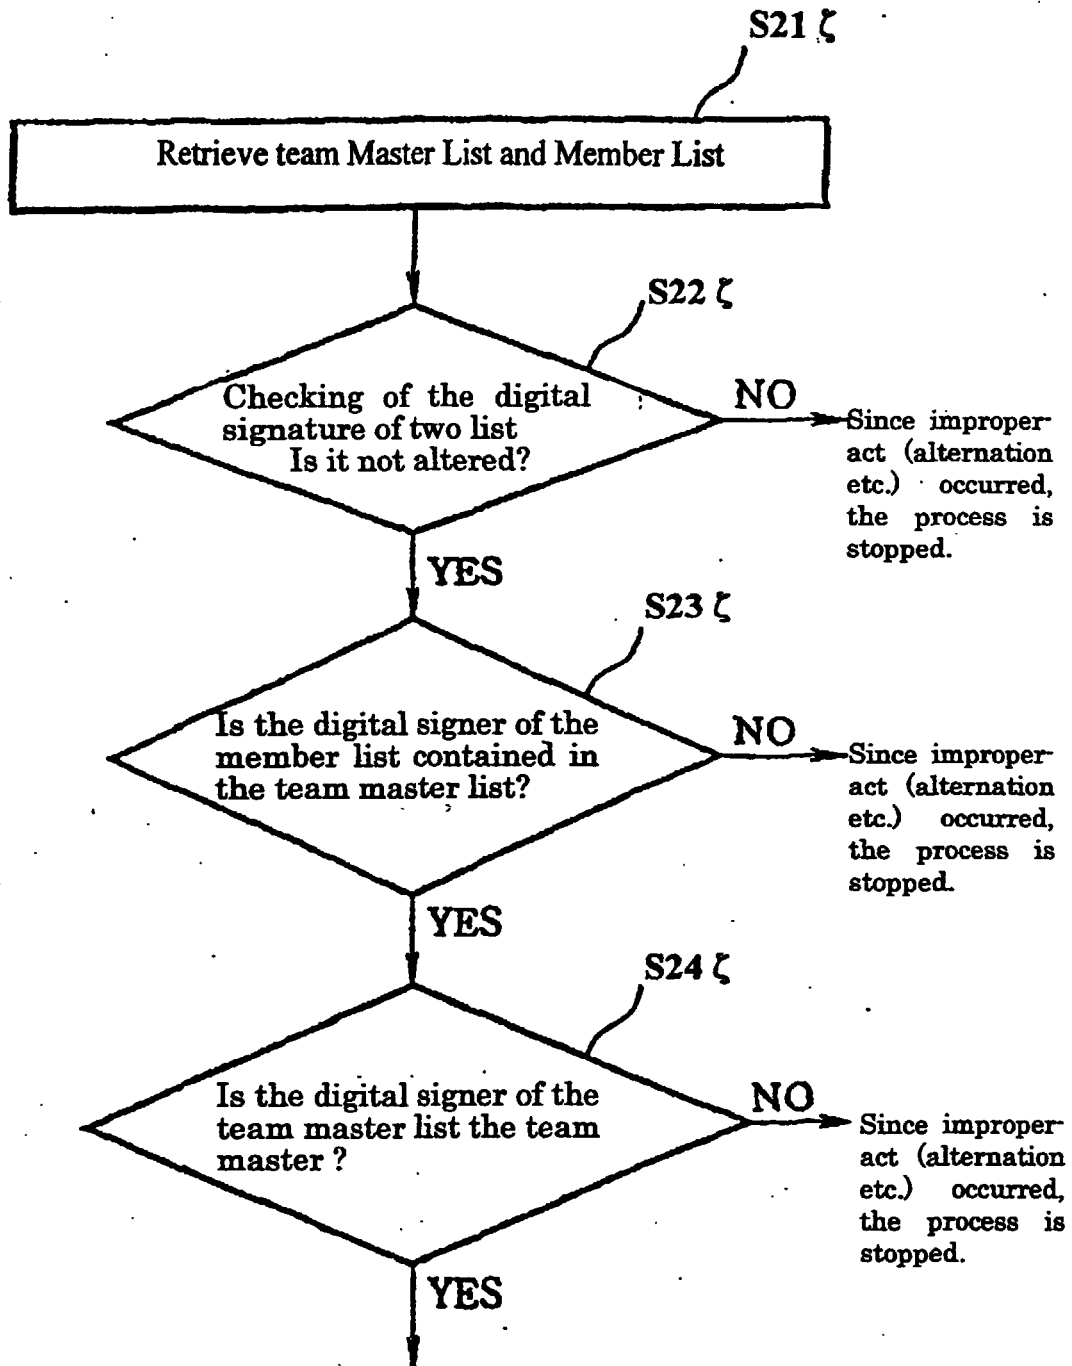 S21 ζ
Retrieve team Master List and Member List
S22 ζ
Checking of the digital
signature of two list
Is it not altered?
NO
Since improper-
act (alternation
etc.) occurred,
the process is
stopped.
YES
S23 ζ
Is the digital signer of the
member list contained in
the team master list?
NO
Since improper-
act (alternation
etc.) occurred,
the process is
stopped.
YES
S24 ζ
Is the digital signer of the
team master list the team
master ?
NO
Since improper-
act (alternation
etc.) occurred,
the process is
stopped.
YES